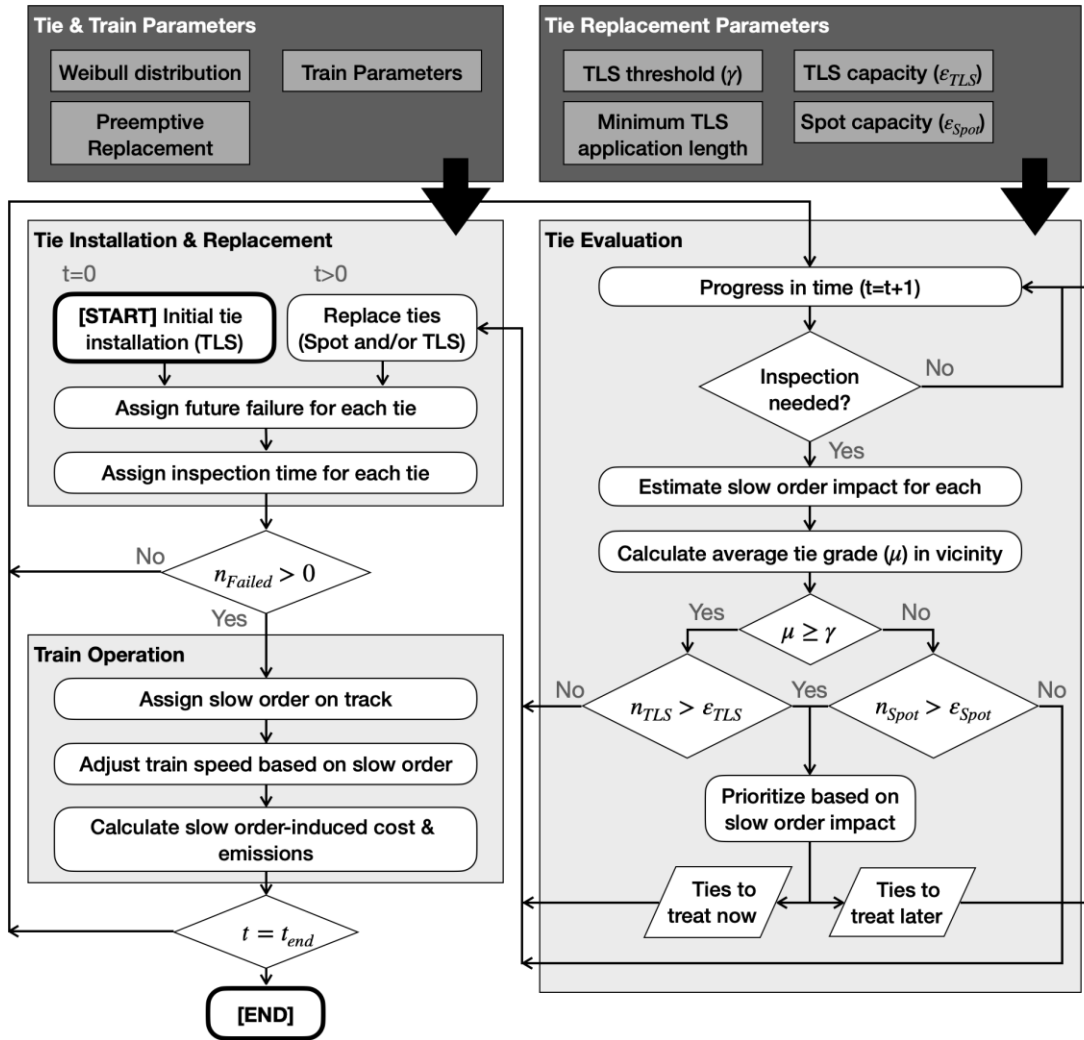 Tie & Train Parameters
Weibull distribution
Train Parameters
Preemptive
Replacement
Tie Replacement Parameters
TLS threshold (γ)
TLS capacity (ε_TLS)
Minimum TLS
application length
Spot capacity (ε_Spot)
Tie Installation & Replacement
t=0
t>0
[START] Initial tie
installation (TLS)
Replace ties
(Spot and/or TLS)
Assign future failure for each tie
Assign inspection time for each tie
No
n_Failed > 0
Yes
Train Operation
Assign slow order on track
Adjust train speed based on slow order
Calculate slow order-induced cost &
emissions
t = t_end
[END]
Tie Evaluation
Progress in time (t=t+1)
Inspection
needed?
No
Yes
Estimate slow order impact for each
Calculate average tie grade (μ) in vicinity
Yes
μ ≥ γ
No
No
n_TLS > ε_TLS
Yes
n_Spot > ε_Spot
No
Prioritize based on
slow order impact
Ties to
treat now
Ties to
treat later